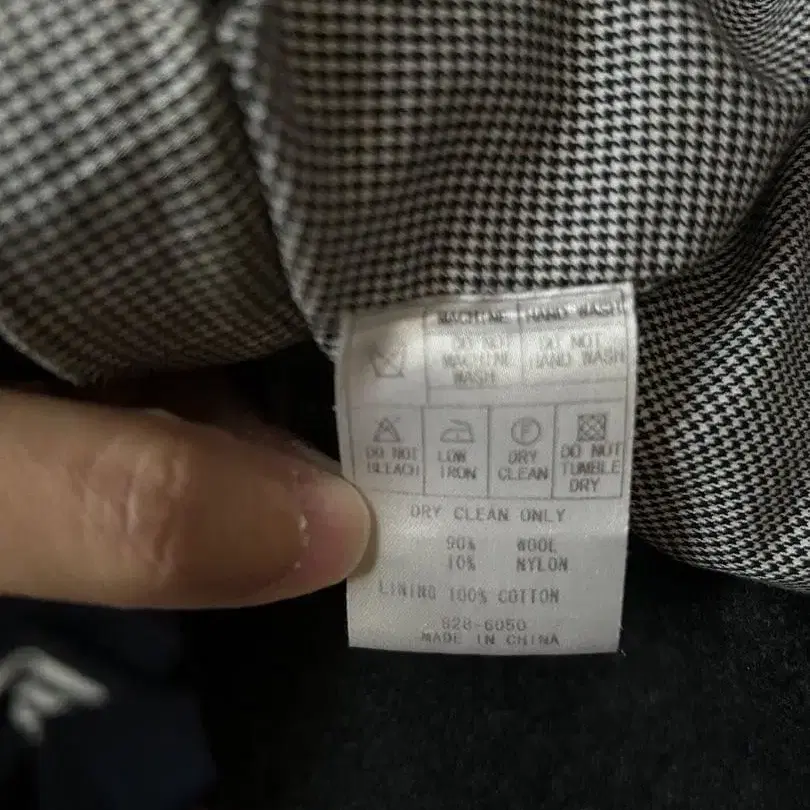 MACHINE HAND WASH
DO NOT MACHINE WASH
DO NOT HAND WASH
DO NOT BLEACH
LOW IRON
F
DRY CLEAN
DO NOT TUMBLE DRY
DRY CLEAN ONLY
90% WOOL
10% NYLON
LINING 100% COTTON
828-6050
MADE IN CHINA